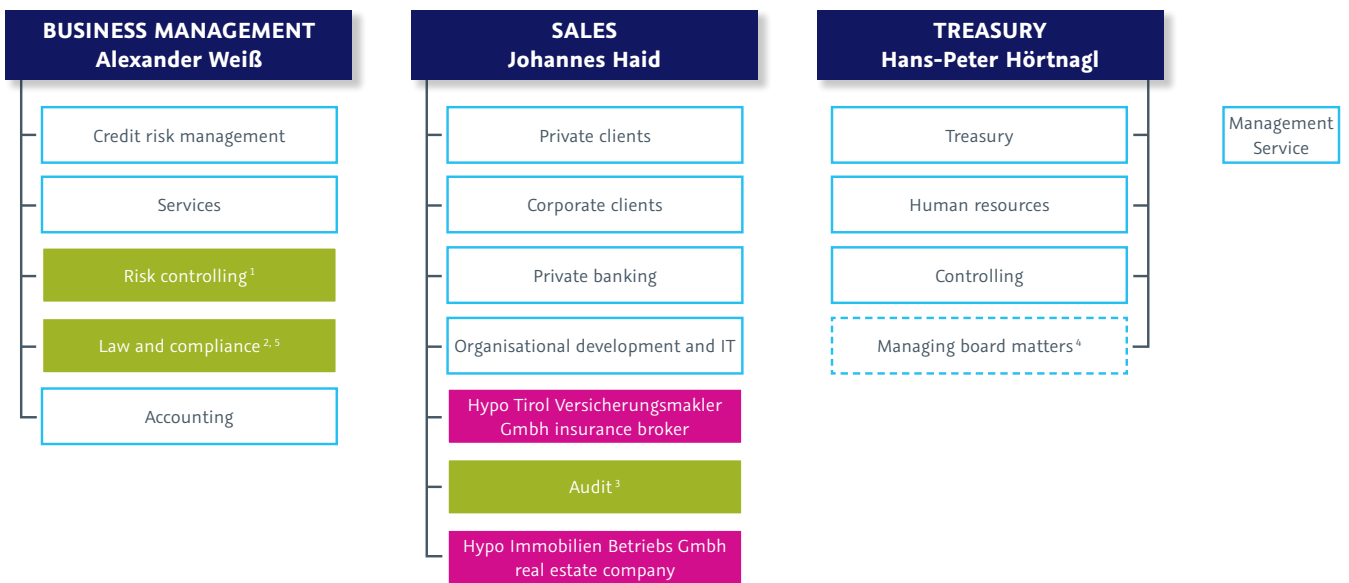 BUSINESS MANAGEMENT
Alexander Weiß
Credit risk management
Services
Risk controlling 1
Law and compliance 2, 5
Accounting
SALES
Johannes Haid
Private clients
Corporate clients
Private banking
Organisational development and IT
Hypo Tirol Versicherungsmakler
Gmbh insurance broker
Audit 3
Hypo Immobilien Betriebs Gmbh
real estate company
TREASURY
Hans-Peter Hörtnagl
Treasury
Human resources
Controlling
Managing board matters 4
Management
Service